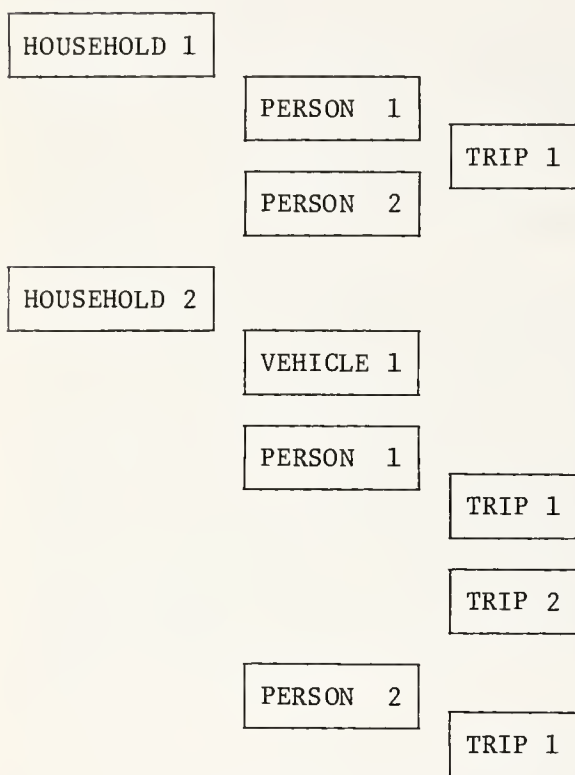 HOUSEHOLD 1
PERSON 1
TRIP 1
PERSON 2
HOUSEHOLD 2
VEHICLE 1
PERSON 1
TRIP 1
TRIP 2
PERSON 2
TRIP 1